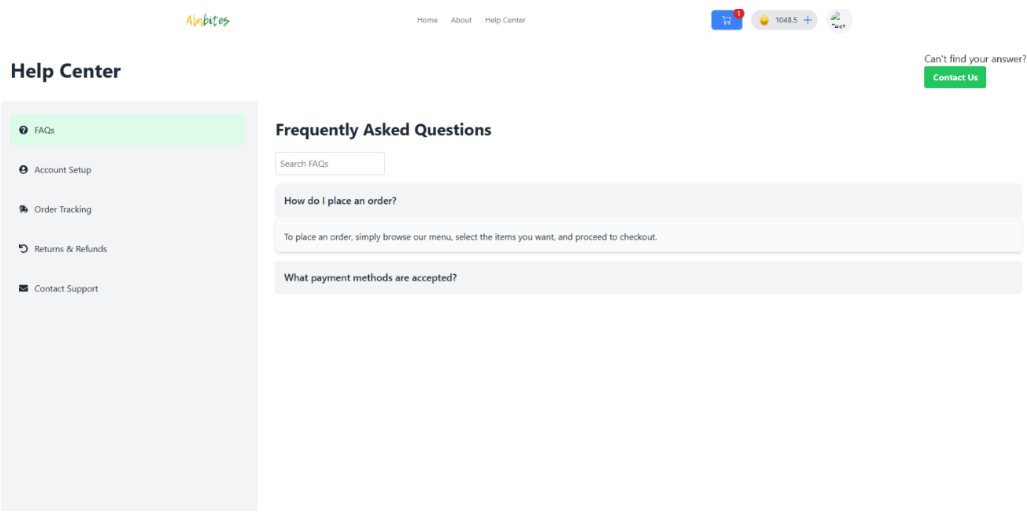 Alabites
Home About Help Center
1
1048.5 +
Test
Help Center
Can't find your answer?
Contact Us
FAQs
Account Setup
Order Tracking
Returns & Refunds
Contact Support
Frequently Asked Questions
Search FAQs
How do I place an order?
To place an order, simply browse our menu, select the items you want, and proceed to checkout.
What payment methods are accepted?